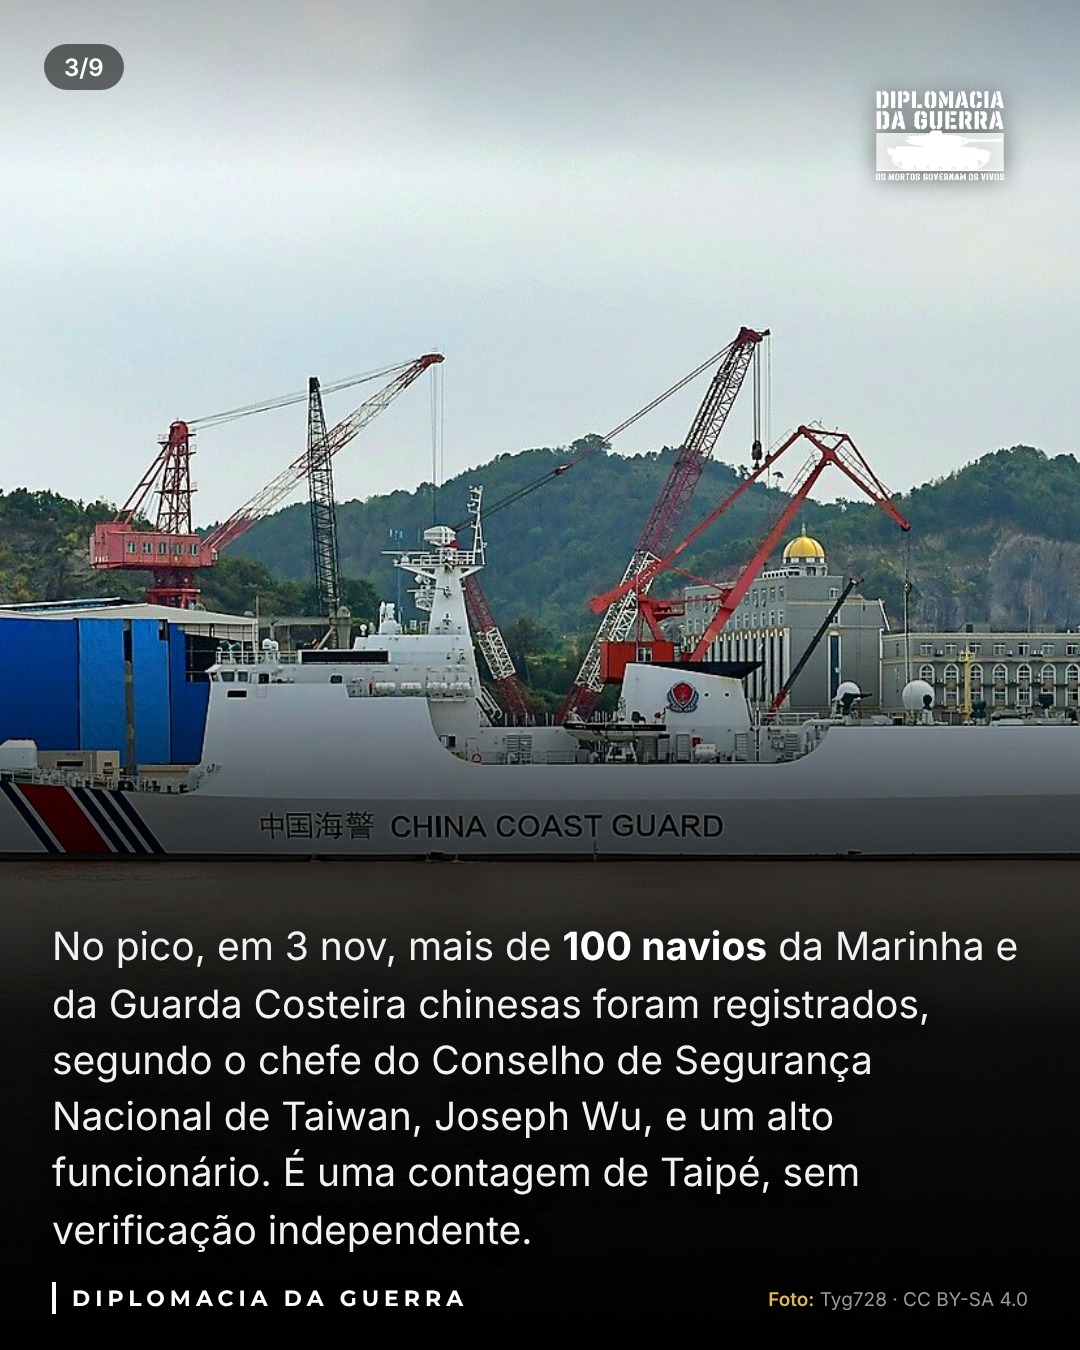 3/9
DIPLOMACIA
DA GUERRA
OS MORTOS GOVERNAM OS VIVOS
中国海警 CHINA COAST GUARD
No pico, em 3 nov, mais de 100 navios da Marinha e
da Guarda Costeira chinesas foram registrados,
segundo o chefe do Conselho de Segurança
Nacional de Taiwan, Joseph Wu, e um alto
funcionário. É uma contagem de Taipé, sem
verificação independente.
DIPLOMACIA DA GUERRA
Foto: Tyg728 · CC BY-SA 4.0